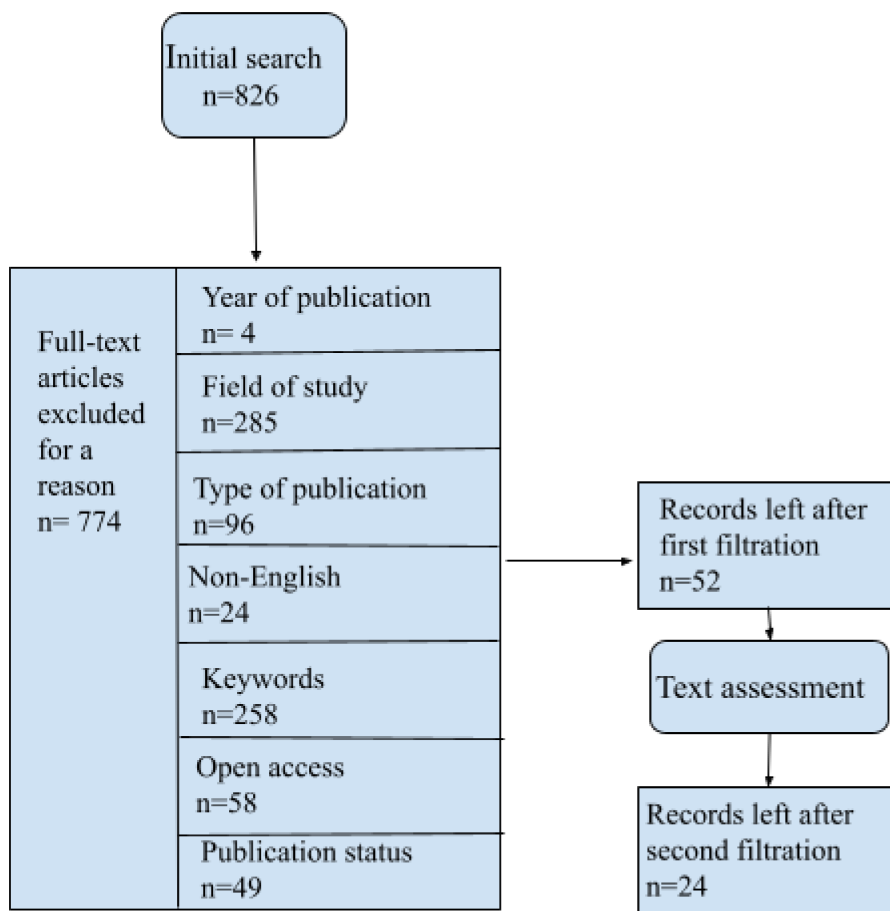 Initial search
n=826
Full-text
articles
excluded
for a
reason
n= 774
Year of publication
n= 4
Field of study
n=285
Type of publication
n=96
Non-English
n=24
Keywords
n=258
Open access
n=58
Publication status
n=49
Records left after
first filtration
n=52
Text assessment
Records left after
second filtration
n=24